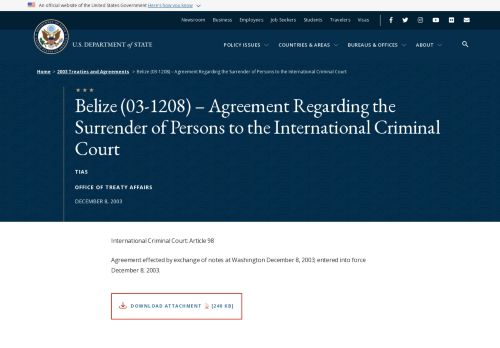 An official website of the United States Government Here's how you know
Newsroom Business Employees Job Seekers Students Travelers Visas
U.S. DEPARTMENT of STATE
POLICY ISSUES COUNTRIES & AREAS BUREAUS & OFFICES ABOUT
Home > 2003 Treaties and Agreements > Belize (03-1208) – Agreement Regarding the Surrender of Persons to the International Criminal Court
Belize (03-1208) – Agreement Regarding the
Surrender of Persons to the International Criminal
Court
TIAS
OFFICE OF TREATY AFFAIRS
DECEMBER 8, 2003
International Criminal Court: Article 98
Agreement effected by exchange of notes at Washington December 8, 2003; entered into force
December 8. 2003.
DOWNLOAD ATTACHMENT [248 KB]